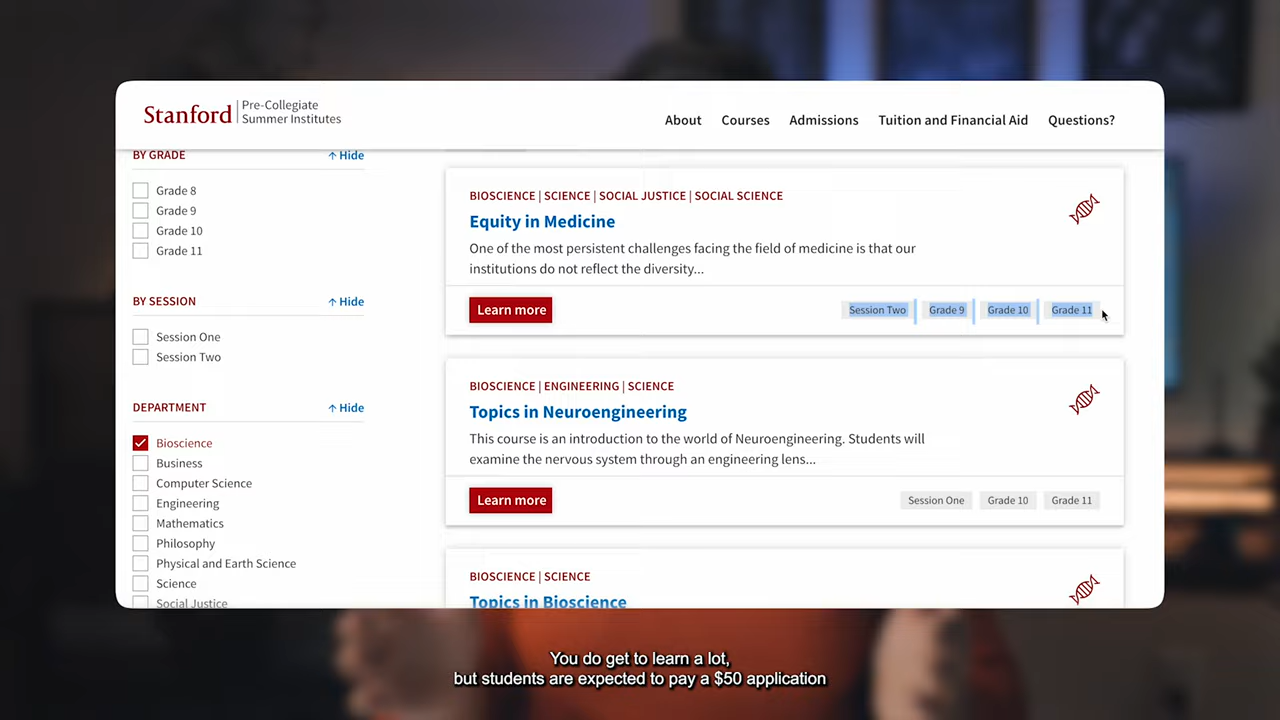 Stanford
Pre-Collegiate
Summer Institutes
About
Courses
Admissions
Tuition and Financial Aid
Questions?
BY GRADE
↑ Hide
Grade 8
Grade 9
Grade 10
Grade 11
BY SESSION
↑ Hide
Session One
Session Two
DEPARTMENT
↑ Hide
Bioscience
Business
Computer Science
Engineering
Mathematics
Philosophy
Physical and Earth Science
Science
Social Justice
BIOSCIENCE | SCIENCE | SOCIAL JUSTICE | SOCIAL SCIENCE
Equity in Medicine
One of the most persistent challenges facing the field of medicine is that our
institutions do not reflect the diversity...
Learn more
Session Two
Grade 9
Grade 10
Grade 11
BIOSCIENCE | ENGINEERING | SCIENCE
Topics in Neuroengineering
This course is an introduction to the world of Neuroengineering. Students will
examine the nervous system through an engineering lens...
Learn more
Session One
Grade 10
Grade 11
BIOSCIENCE | SCIENCE
Topics in Bioscience
You do get to learn a lot,
but students are expected to pay a $50 application